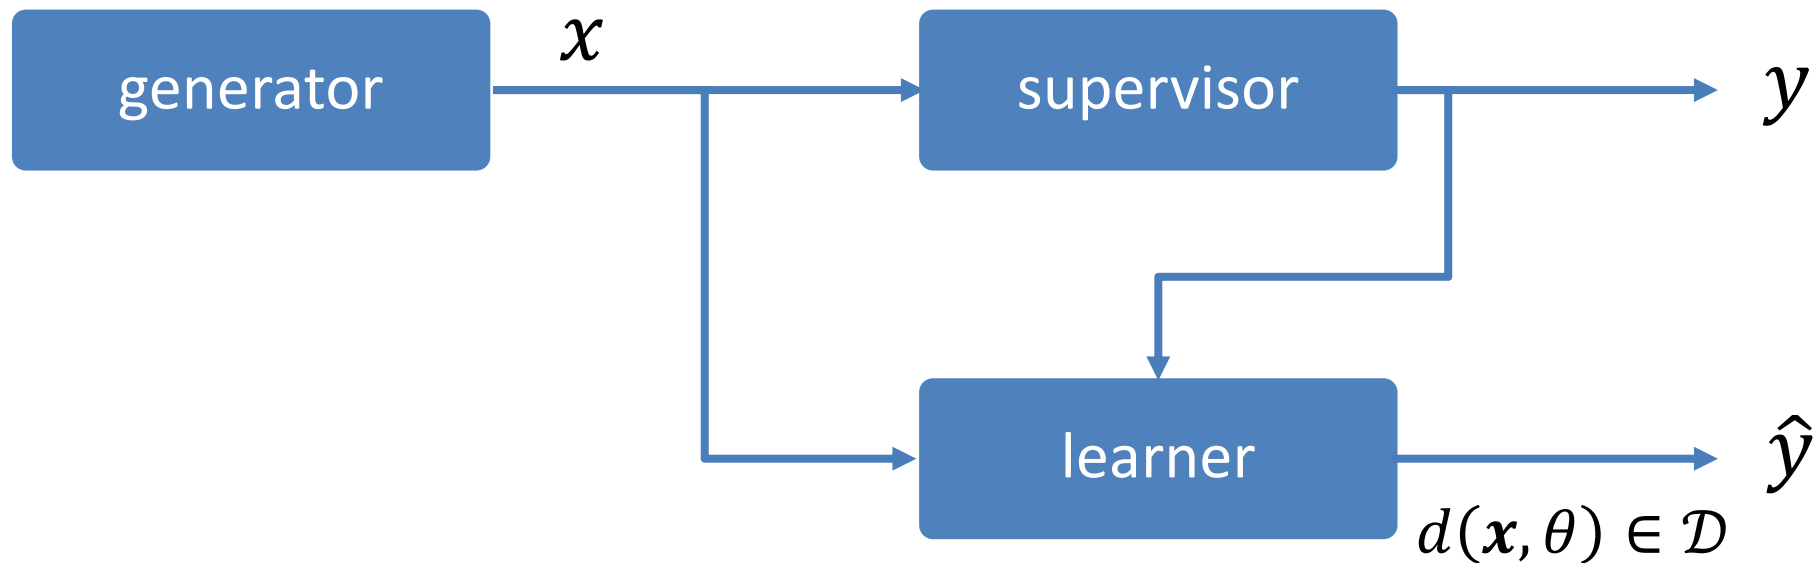 generator
x
supervisor
y
learner
ŷ
d(x, θ) ∈ 𝒟